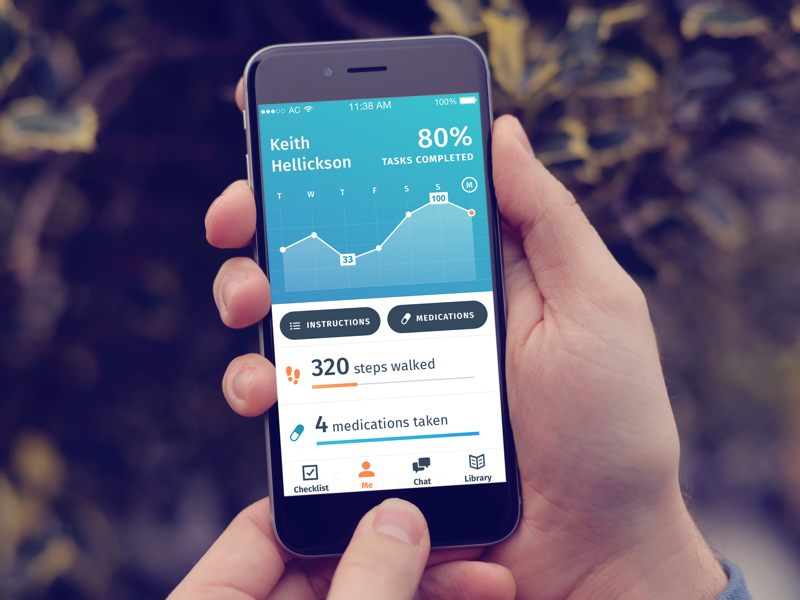 AC 11:38 AM 100%
Keith
Hellickson
80%
TASKS COMPLETED
T W T F S S M
100
33
INSTRUCTIONS MEDICATIONS
320 steps walked
4 medications taken
Checklist Me Chat Library